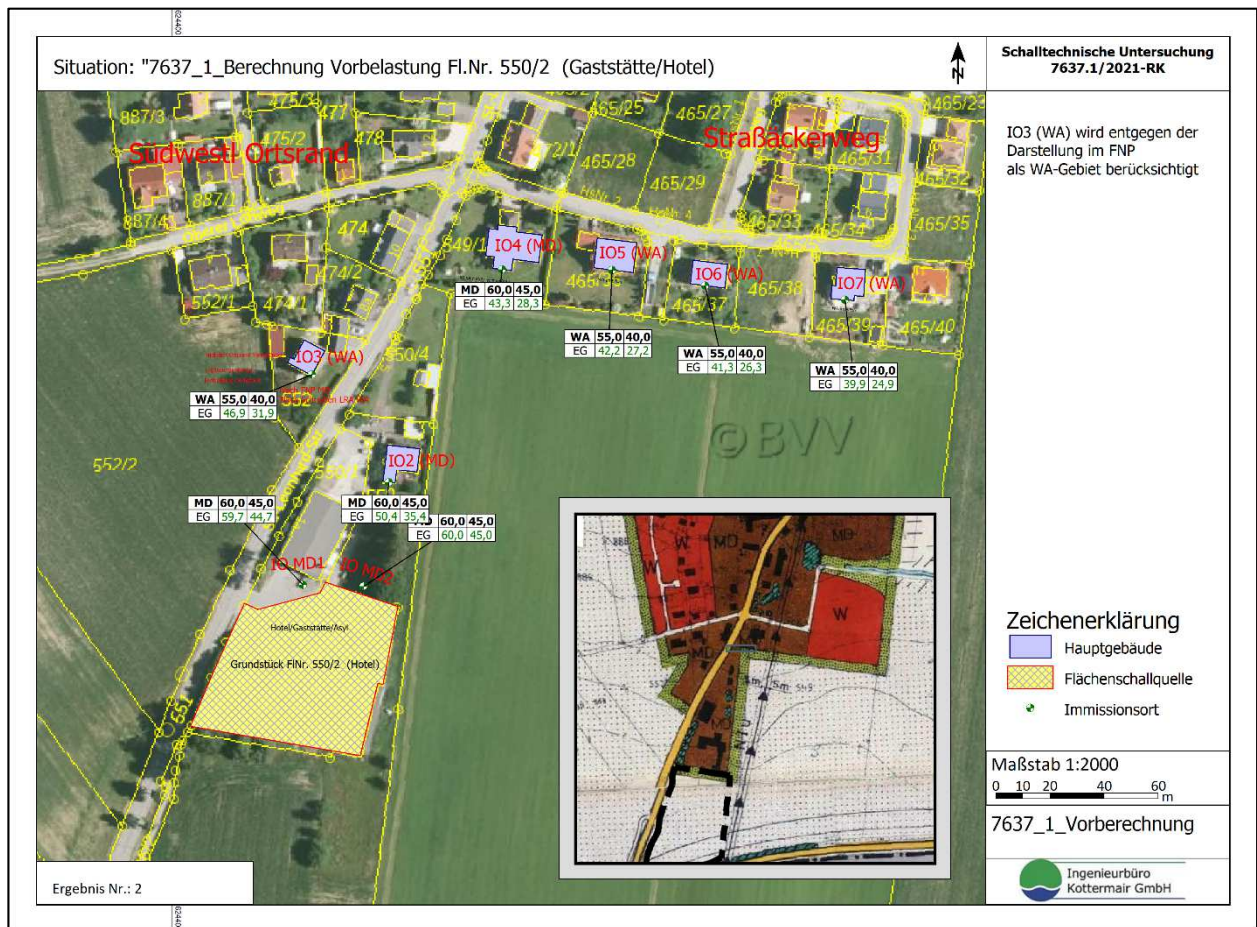 624400
Situation: "7637_1_Berechnung Vorbelastung Fl.Nr. 550/2 (Gaststätte/Hotel)
N
Schalltechnische Untersuchung
7637.1/2021-RK
IO3 (WA) wird entgegen der
Darstellung im FNP
als WA-Gebiet berücksichtigt
887/3
475/3
477
475/2
478
Südwestl Ortsrand
887/1
887/4
474
474/2
552/1
474/1
472/1
465/25
465/27
465/23
465/28
465/29
Straßäckerweg
465/31
465/32
465/33
465/34
465/35
549/1
IO4 (MD)
IO5 (WA)
IO6 (WA)
IO7 (WA)
465/37
465/38
465/39
465/40
MD 60,0 45,0
EG 43,3 28,3
WA 55,0 40,0
EG 42,2 27,2
WA 55,0 40,0
EG 41,3 26,3
WA 55,0 40,0
EG 39,9 24,9
IO3 (WA)
550/4
WA 55,0 40,0
EG 46,9 31,9
552
552/2
IO2 (MD)
MD 60,0 45,0
EG 59,7 44,7
MD 60,0 45,0
EG 50,4 35,4
MD 60,0 45,0
EG 60,0 45,0
© BVV
IO MD1
IO MD2
Hotel/Gaststätte/Asyl
Grundstück FlNr. 550/2 (Hotel)
551
W
MD
MD
W
W
MD
MD
Zeichenerklärung
Hauptgebäude
Flächenschallquelle
Immissionsort
Maßstab 1:2000
0 10 20 40 60
m
7637_1_Vorberechnung
Ingenieurbüro
Kottermair GmbH
Ergebnis Nr.: 2